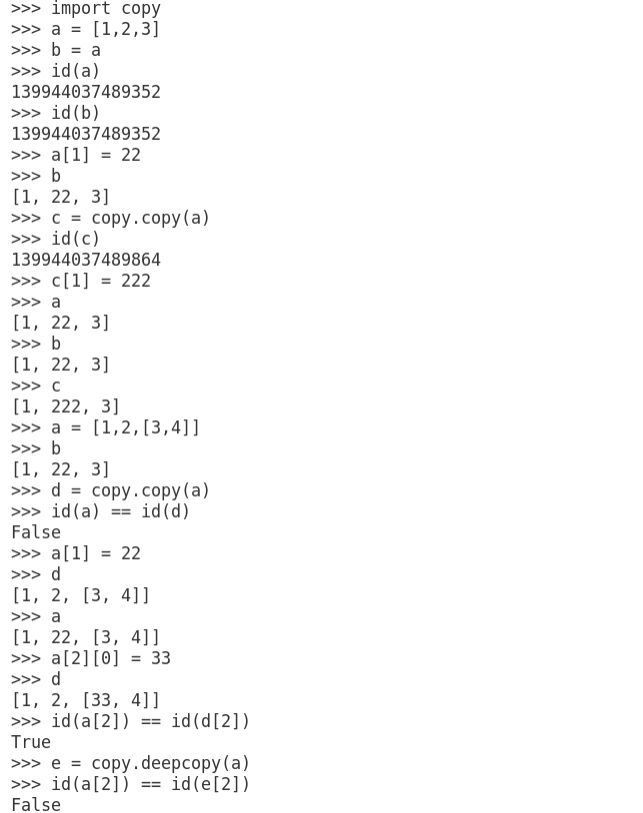 >>> import copy
>>> a = [1,2,3]
>>> b = a
>>> id(a)
139944037489352
>>> id(b)
139944037489352
>>> a[1] = 22
>>> b
[1, 22, 3]
>>> c = copy.copy(a)
>>> id(c)
139944037489864
>>> c[1] = 222
>>> a
[1, 22, 3]
>>> b
[1, 22, 3]
>>> c
[1, 222, 3]
>>> a = [1,2,[3,4]]
>>> b
[1, 22, 3]
>>> d = copy.copy(a)
>>> id(a) == id(d)
False
>>> a[1] = 22
>>> d
[1, 2, [3, 4]]
>>> a
[1, 22, [3, 4]]
>>> a[2][0] = 33
>>> d
[1, 2, [33, 4]]
>>> id(a[2]) == id(d[2])
True
>>> e = copy.deepcopy(a)
>>> id(a[2]) == id(e[2])
False